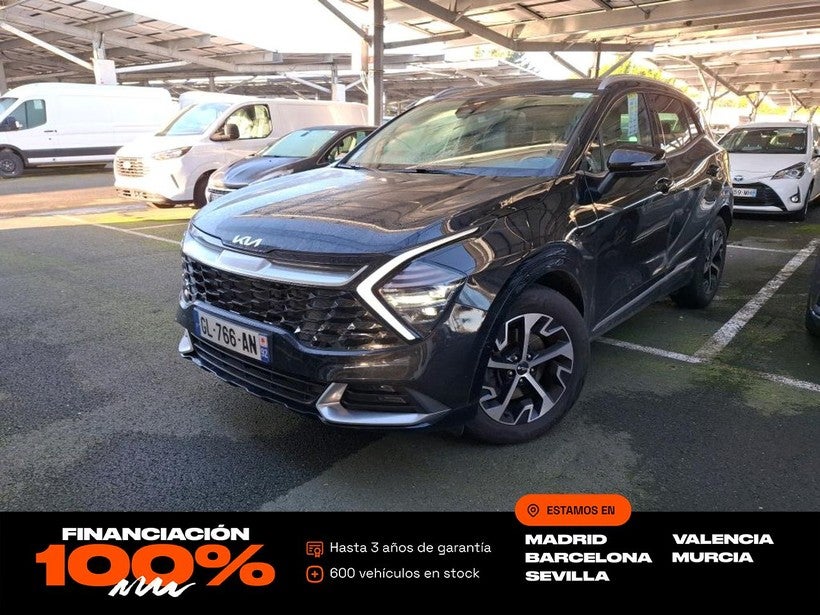 KIA
GL-766-AN
FINANCIACIÓN
100%
Hasta 3 años de garantía
600 vehículos en stock
ESTAMOS EN
MADRID
BARCELONA
SEVILLA
VALENCIA
MURCIA